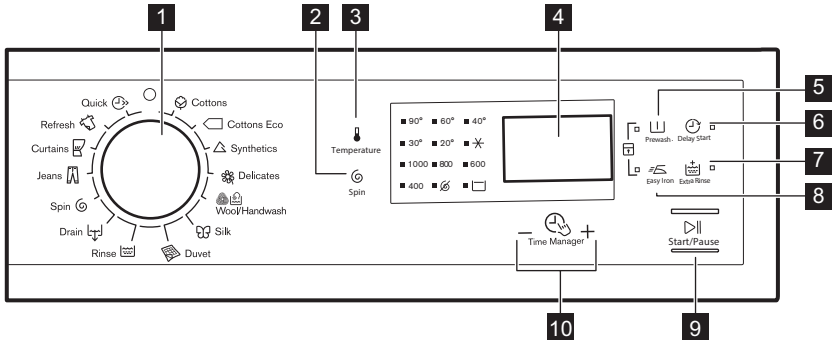 1
2
3
4
5
6
7
8
9
10
Quick
Cottons
Refresh
Cottons Eco
Curtains
Synthetics
Jeans
Delicates
Spin
Wool/Handwash
Drain
Silk
Rinse
Duvet
Temperature
Spin
90° 60° 40°
30° 20°
1000 800 600
400
Time Manager
− +
Prewash.
Delay Start
Easy Iron
Extra Rinse
Start/Pause